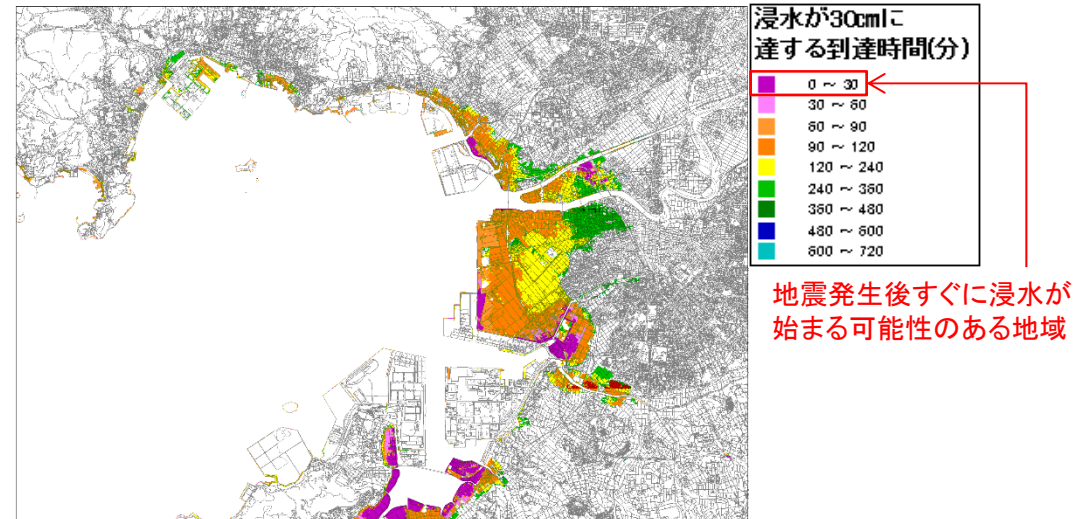 浸水が30cmに
達する到達時間(分)
0 ～ 30
30 ～ 60
60 ～ 90
90 ～ 120
120 ～ 240
240 ～ 360
360 ～ 480
480 ～ 600
600 ～ 720
地震発生後すぐに浸水が
始まる可能性のある地域